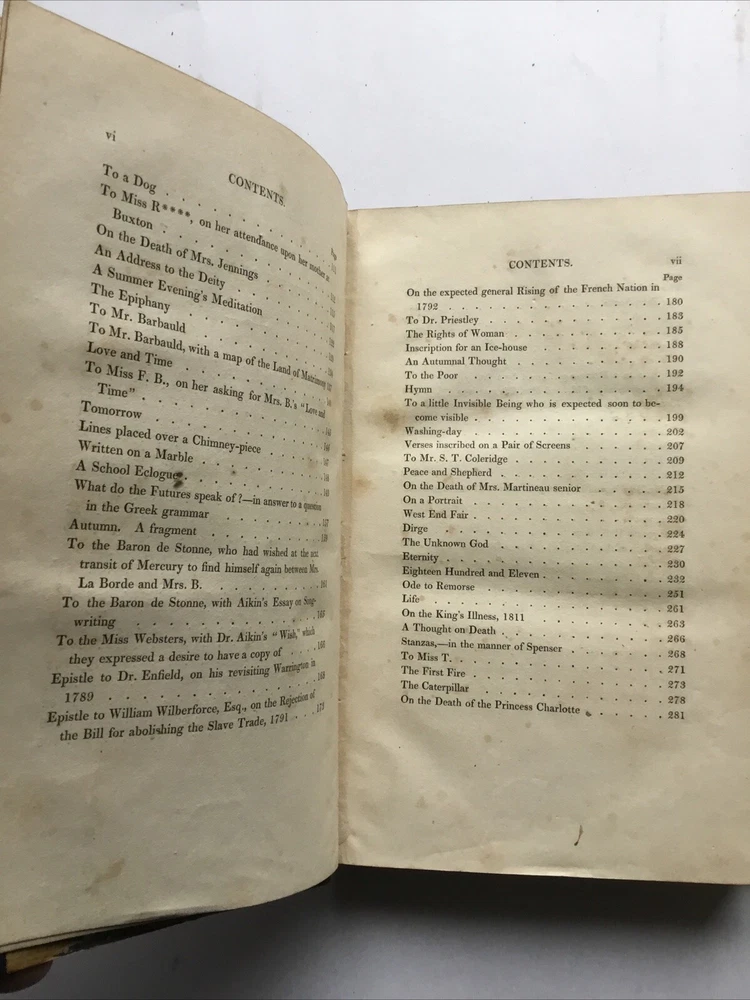 vi
CONTENTS.
Page
To a Dog . . . . . . . . . . .
To Miss R****, on her attendance upon her mother at
Buxton . . . . . . . . . .
On the Death of Mrs. Jennings . . . . .
An Address to the Deity . . . . . .
A Summer Evening's Meditation . . . . .
The Epiphany . . . . . . . .
To Mr. Barbauld . . . . . . .
To Mr. Barbauld, with a map of the Land of Matrimony
Love and Time . . . . . . .
To Miss F. B., on her asking for Mrs. B.'s "Love and
Time" . . . . . . . . .
Tomorrow . . . . . . . .
Lines placed over a Chimney-piece . . . .
Written on a Marble . . . . . .
A School Eclogue . . . . . . .
What do the Futures speak of?—in answer to a question
in the Greek grammar . . . . . .
Autumn. A fragment . . . . . .
To the Baron de Stonne, who had wished at the next
transit of Mercury to find himself again between Mrs.
La Borde and Mrs. B. . . . . . .
To the Baron de Stonne, with Aikin's Essay on Song-
writing . . . . . . . . . 165
To the Miss Websters, with Dr. Aikin's "Wish," which
they expressed a desire to have a copy of . . . 166
Epistle to Dr. Enfield, on his revisiting Warrington in
1789 . . . . . . . . . 168
Epistle to William Wilberforce, Esq., on the Rejection of
the Bill for abolishing the Slave Trade, 1791 . . . 173
CONTENTS.
vii
Page
On the expected general Rising of the French Nation in
1792 . . . . . . . . . . 180
To Dr. Priestley . . . . . . . . 183
The Rights of Woman . . . . . . . 185
Inscription for an Ice-house . . . . . . 188
An Autumnal Thought . . . . . . . 190
To the Poor . . . . . . . . . 192
Hymn . . . . . . . . . . 194
To a little Invisible Being who is expected soon to be-
come visible . . . . . . . . 199
Washing-day . . . . . . . . . 202
Verses inscribed on a Pair of Screens . . . . 207
To Mr. S. T. Coleridge . . . . . . . 209
Peace and Shepherd . . . . . . . . 212
On the Death of Mrs. Martineau senior . . . . 215
On a Portrait . . . . . . . . . 218
West End Fair . . . . . . . . . 220
Dirge . . . . . . . . . . 224
The Unknown God . . . . . . . . 227
Eternity . . . . . . . . . . 230
Eighteen Hundred and Eleven . . . . . . 232
Ode to Remorse . . . . . . . . 251
Life . . . . . . . . . . . 261
On the King's Illness, 1811 . . . . . . 263
A Thought on Death . . . . . . . 266
Stanzas,—in the manner of Spenser . . . . . 268
To Miss T. . . . . . . . . . 271
The First Fire . . . . . . . . . 273
The Caterpillar . . . . . . . . 278
On the Death of the Princess Charlotte . . . . 281